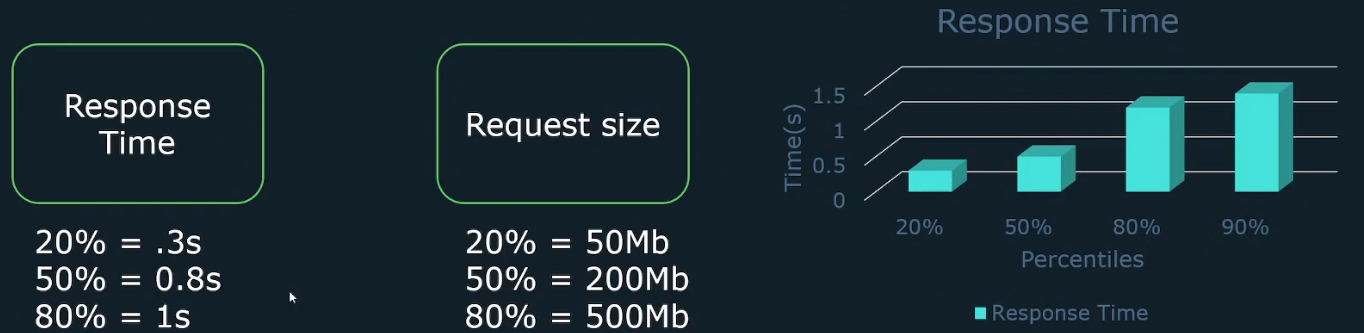 Response
Time
20% = .3s
50% = 0.8s
80% = 1s
Request size
20% = 50Mb
50% = 200Mb
80% = 500Mb
Response Time
Time(s)
1.5
1
0.5
0
20% 50% 80% 90%
Percentiles
Response Time